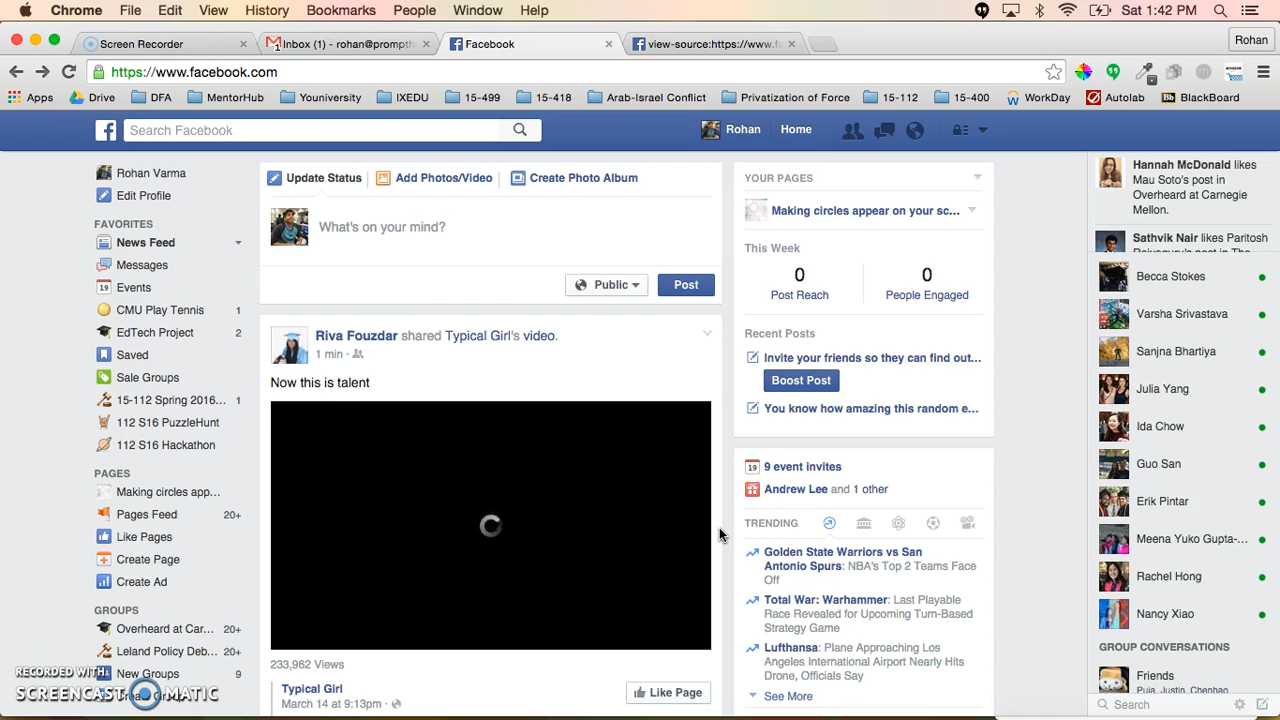 Chrome File Edit View History Bookmarks People Window Help Sat 1:42 PM
Screen Recorder Inbox (1) - rohan@prompth Facebook view-source:https://www.f Rohan
https://www.facebook.com
Apps Drive DFA MentorHub Youniversity IXEDU 15-499 15-418 Arab-Israel Conflict Privatization of Force 15-112 15-400 WorkDay Autolab BlackBoard
Search Facebook Rohan Home
Rohan Varma
Edit Profile
FAVORITES
News Feed
Messages
Events
CMU Play Tennis 1
EdTech Project 2
Saved
Sale Groups
15-112 Spring 2016... 1
112 S16 PuzzleHunt
112 S16 Hackathon
PAGES
Making circles app...
Pages Feed 20+
Like Pages
Create Page
Create Ad
GROUPS
Overheard at Car... 20+
Leland Policy Deb... 20+
New Groups 9
RECORDED WITH
SCREENCAST-O-MATIC
Update Status Add Photos/Video Create Photo Album
What's on your mind?
Public Post
Riva Fouzdar shared Typical Girl's video.
1 min
Now this is talent
233,962 Views
Typical Girl
March 14 at 9:13pm
Like Page
YOUR PAGES
Making circles appear on your sc...
This Week
0 0
Post Reach People Engaged
Recent Posts
Invite your friends so they can find out...
Boost Post
You know how amazing this random e...
19 9 event invites
Andrew Lee and 1 other
TRENDING
Golden State Warriors vs San
Antonio Spurs: NBA's Top 2 Teams Face
Off
Total War: Warhammer: Last Playable
Race Revealed for Upcoming Turn-Based
Strategy Game
Lufthansa: Plane Approaching Los
Angeles International Airport Nearly Hits
Drone, Officials Say
See More
Hannah McDonald likes
Mau Soto's post in
Overheard at Carnegie
Mellon.
Sathvik Nair likes Paritosh
Becca Stokes
Varsha Srivastava
Sanjna Bhartiya
Julia Yang
Ida Chow
Guo San
Erik Pintar
Meena Yuko Gupta-...
Rachel Hong
Nancy Xiao
GROUP CONVERSATIONS
Friends
Puja, Justin, Chenhao
Search